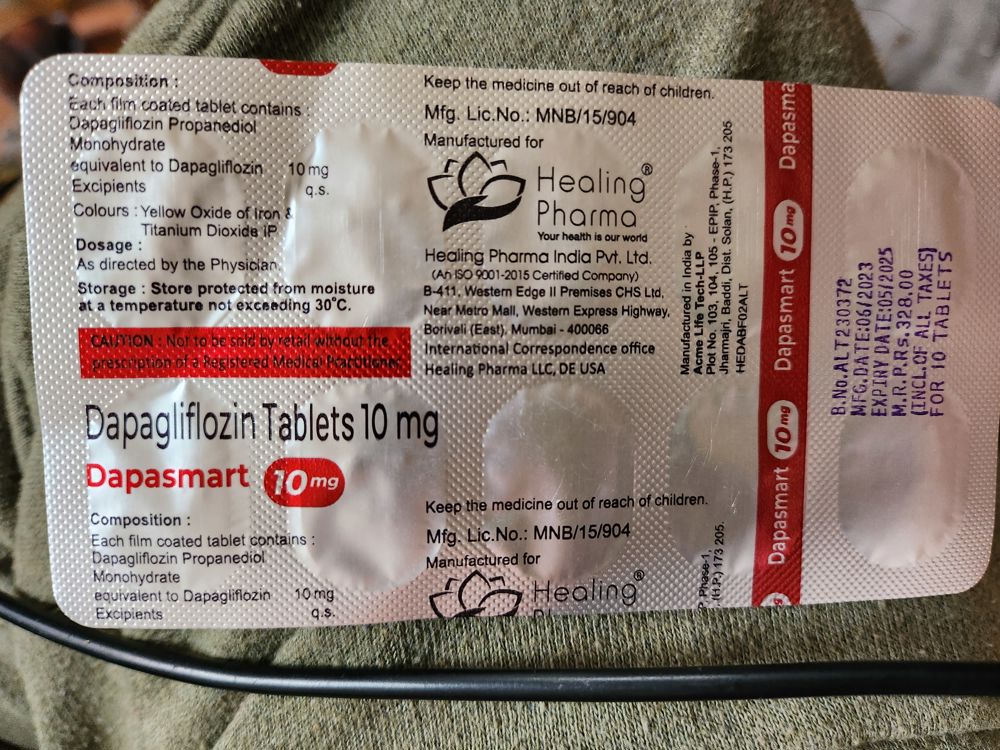 Composition :
Each film coated tablet contains :
Dapagliflozin Propanediol
Monohydrate
equivalent to Dapagliflozin 10 mg
Excipients q.s.
Colours : Yellow Oxide of Iron &
Titanium Dioxide IP
Dosage :
As directed by the Physician.
Storage : Store protected from moisture
at a temperature not exceeding 30°C.
CAUTION : Not to be sold by retail without the
prescription of a Registered Medical Practitioner.
Dapagliflozin Tablets 10 mg
Dapasmart 10 mg
Composition :
Each film coated tablet contains :
Dapagliflozin Propanediol
Monohydrate
equivalent to Dapagliflozin 10 mg
Excipients q.s.
Keep the medicine out of reach of children.
Mfg. Lic.No.: MNB/15/904
Manufactured for
Healing®
Pharma
Your health is our world
Healing Pharma India Pvt. Ltd.
(An ISO 9001-2015 Certified Company)
B-411, Western Edge II Premises CHS Ltd,
Near Metro Mall, Western Express Highway,
Borivali (East), Mumbai - 400066
International Correspondence office
Healing Pharma LLC, DE USA
Keep the medicine out of reach of children.
Mfg. Lic.No.: MNB/15/904
Manufactured for
Healing®
Manufactured in India by
Acme Life Tech-LLP
Plot No. 103, 104, 105 - EPIP, Phase-1,
Jharmajri, Baddi, Dist. Solan, (H.P.) 173 205
HEDABF02ALT
P, Phase-1,
(H.P.) 173 205.
Dapasma
Dapasmart 10 mg
Dapasmart 10 mg
B.No.ALT230372
MFG.DATE:06/2023
EXPIRY DATE:05/2025
M.R.P.Rs.328.00
[INCL.OF ALL TAXES]
FOR 10 TABLETS